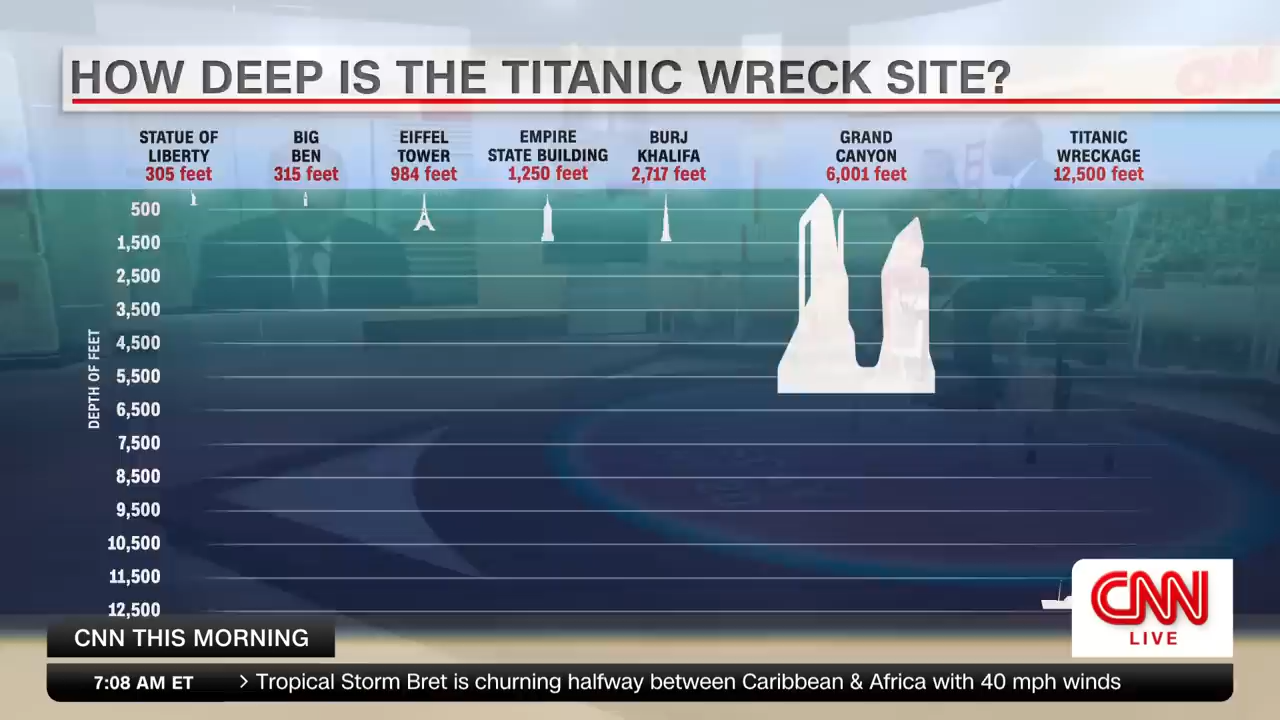 HOW DEEP IS THE TITANIC WRECK SITE?
CNN
STATUE OF
LIBERTY
305 feet
BIG
BEN
315 feet
EIFFEL
TOWER
984 feet
EMPIRE
STATE BUILDING
1,250 feet
BURJ
KHALIFA
2,717 feet
GRAND
CANYON
6,001 feet
TITANIC
WRECKAGE
12,500 feet
DEPTH OF FEET
500
1,500
2,500
3,500
4,500
5,500
6,500
7,500
8,500
9,500
10,500
11,500
12,500
CNN
LIVE
CNN THIS MORNING
7:08 AM ET
> Tropical Storm Bret is churning halfway between Caribbean & Africa with 40 mph winds